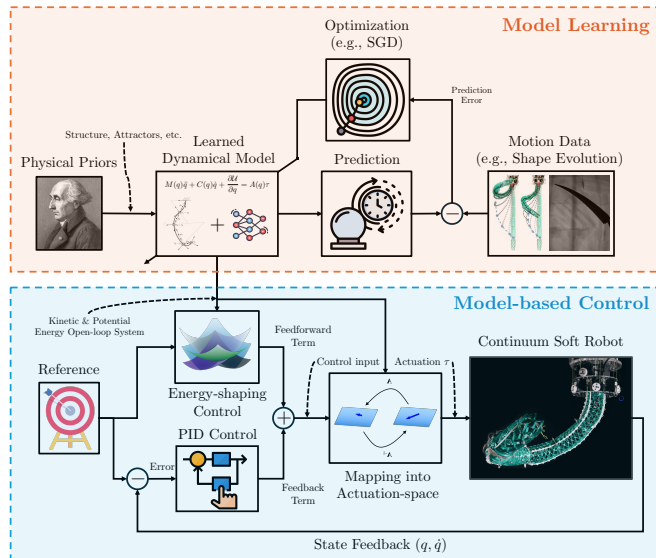 Model Learning
Optimization
(e.g., SGD)
Prediction
Error
Structure, Attractors, etc.
Physical Priors
Learned
Dynamical Model
M(q)q̈ + C(q)q̇ + ∂U/∂q = A(q)τ
+
Prediction
−
Motion Data
(e.g., Shape Evolution)
Model-based Control
Kinetic & Potential
Energy Open-loop System
Reference
Energy-shaping
Control
Feedforward
Term
Control input
Actuation τ
Continuum Soft Robot
+
PID Control
Error
−
Feedback
Term
Mapping into
Actuation-space
State Feedback (q, q̇)